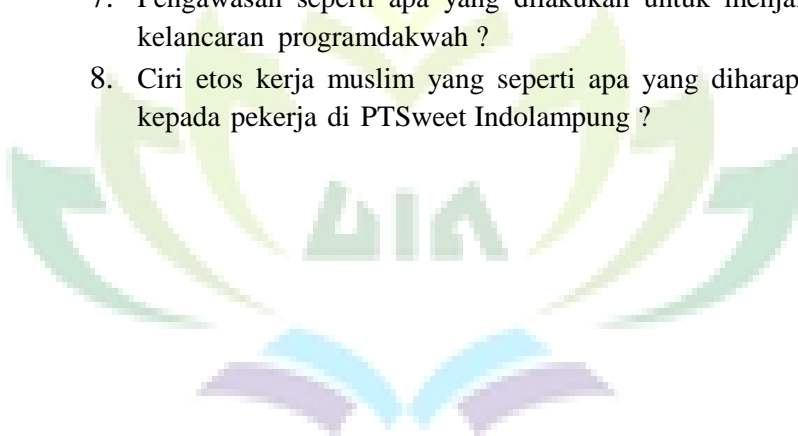 7. Pengawasan seperti apa yang dilakukan untuk
kelancaran programdakwah ?
8. Ciri etos kerja muslim yang seperti apa yang
kepada pekerja di PTSweet Indolampung ?
UIN